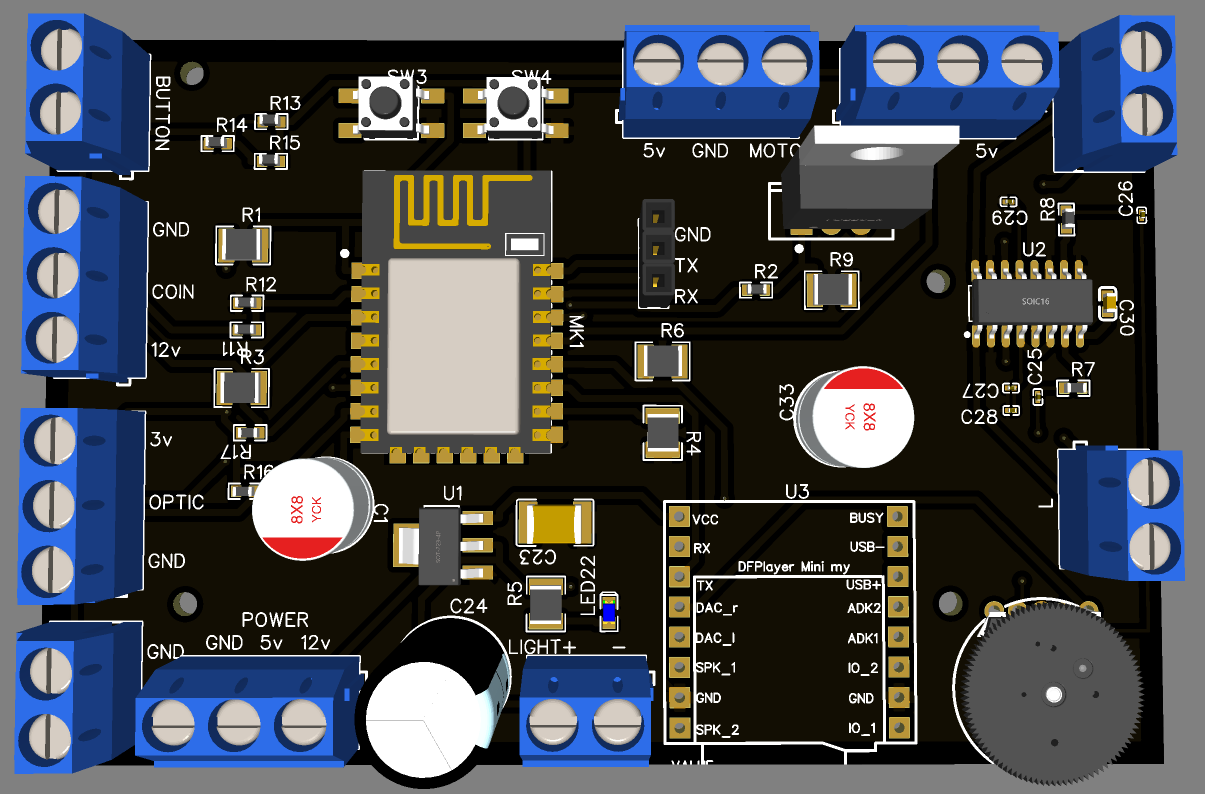 SW3
SW4
BUTTON
R13
R14
R15
5v
GND
5v
R1
GND
COIN
12v
R12
R11
R3
R17
R16
3v
OPTIC
GND
GND
TX
RX
MK1
R2
R9
R6
R4
C29
R8
C26
U2
SOIC16
C30
C25
R7
C27
C28
C33
8X8
YCK
8X8
YCK
C1
U1
C23
R5
LED22
C24
L
U3
VCC
BUSY
RX
USB-
DFPlayer Mini my
TX
USB+
DAC_r
ADK2
DAC_l
ADK1
SPK_1
IO_2
GND
GND
SPK_2
IO_1
POWER
GND
GND 5v 12v
LIGHT+ -